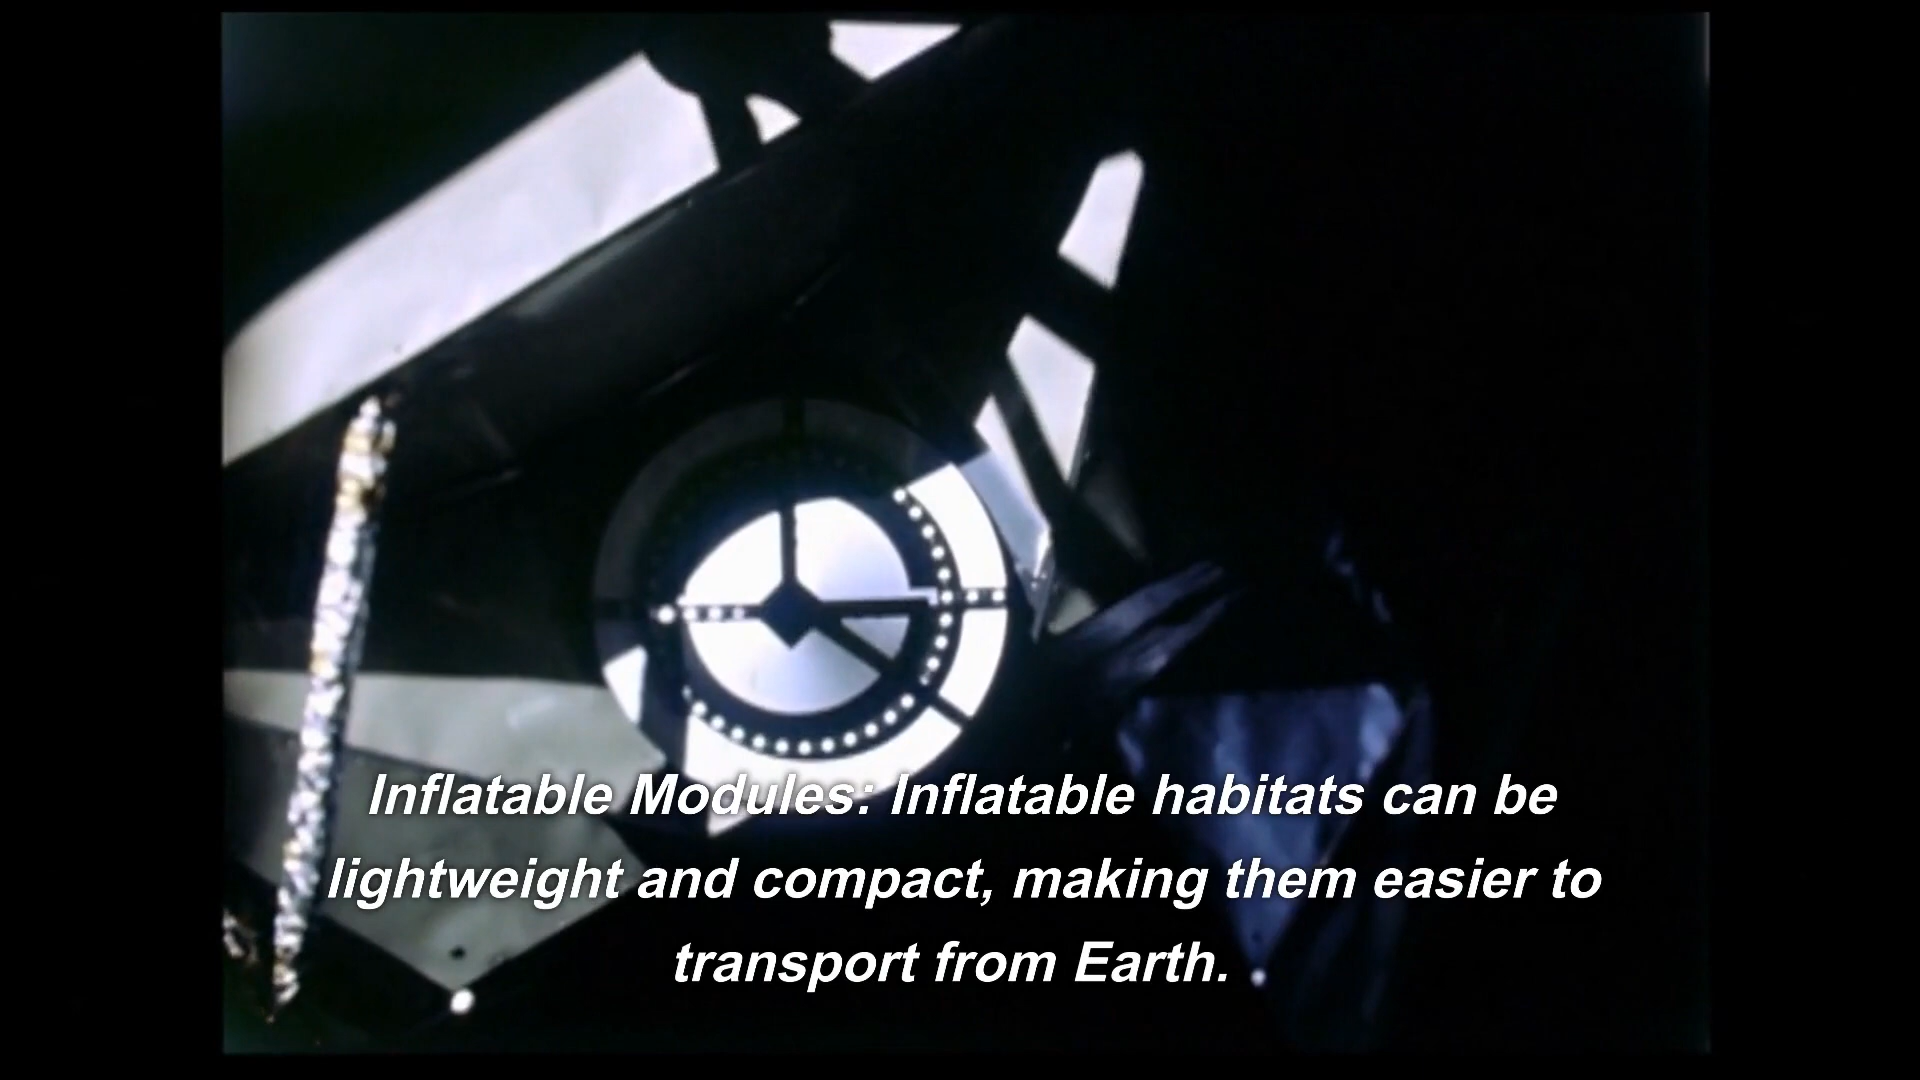 Inflatable Modules: Inflatable habitats can be
lightweight and compact, making them easier to
transport from Earth.